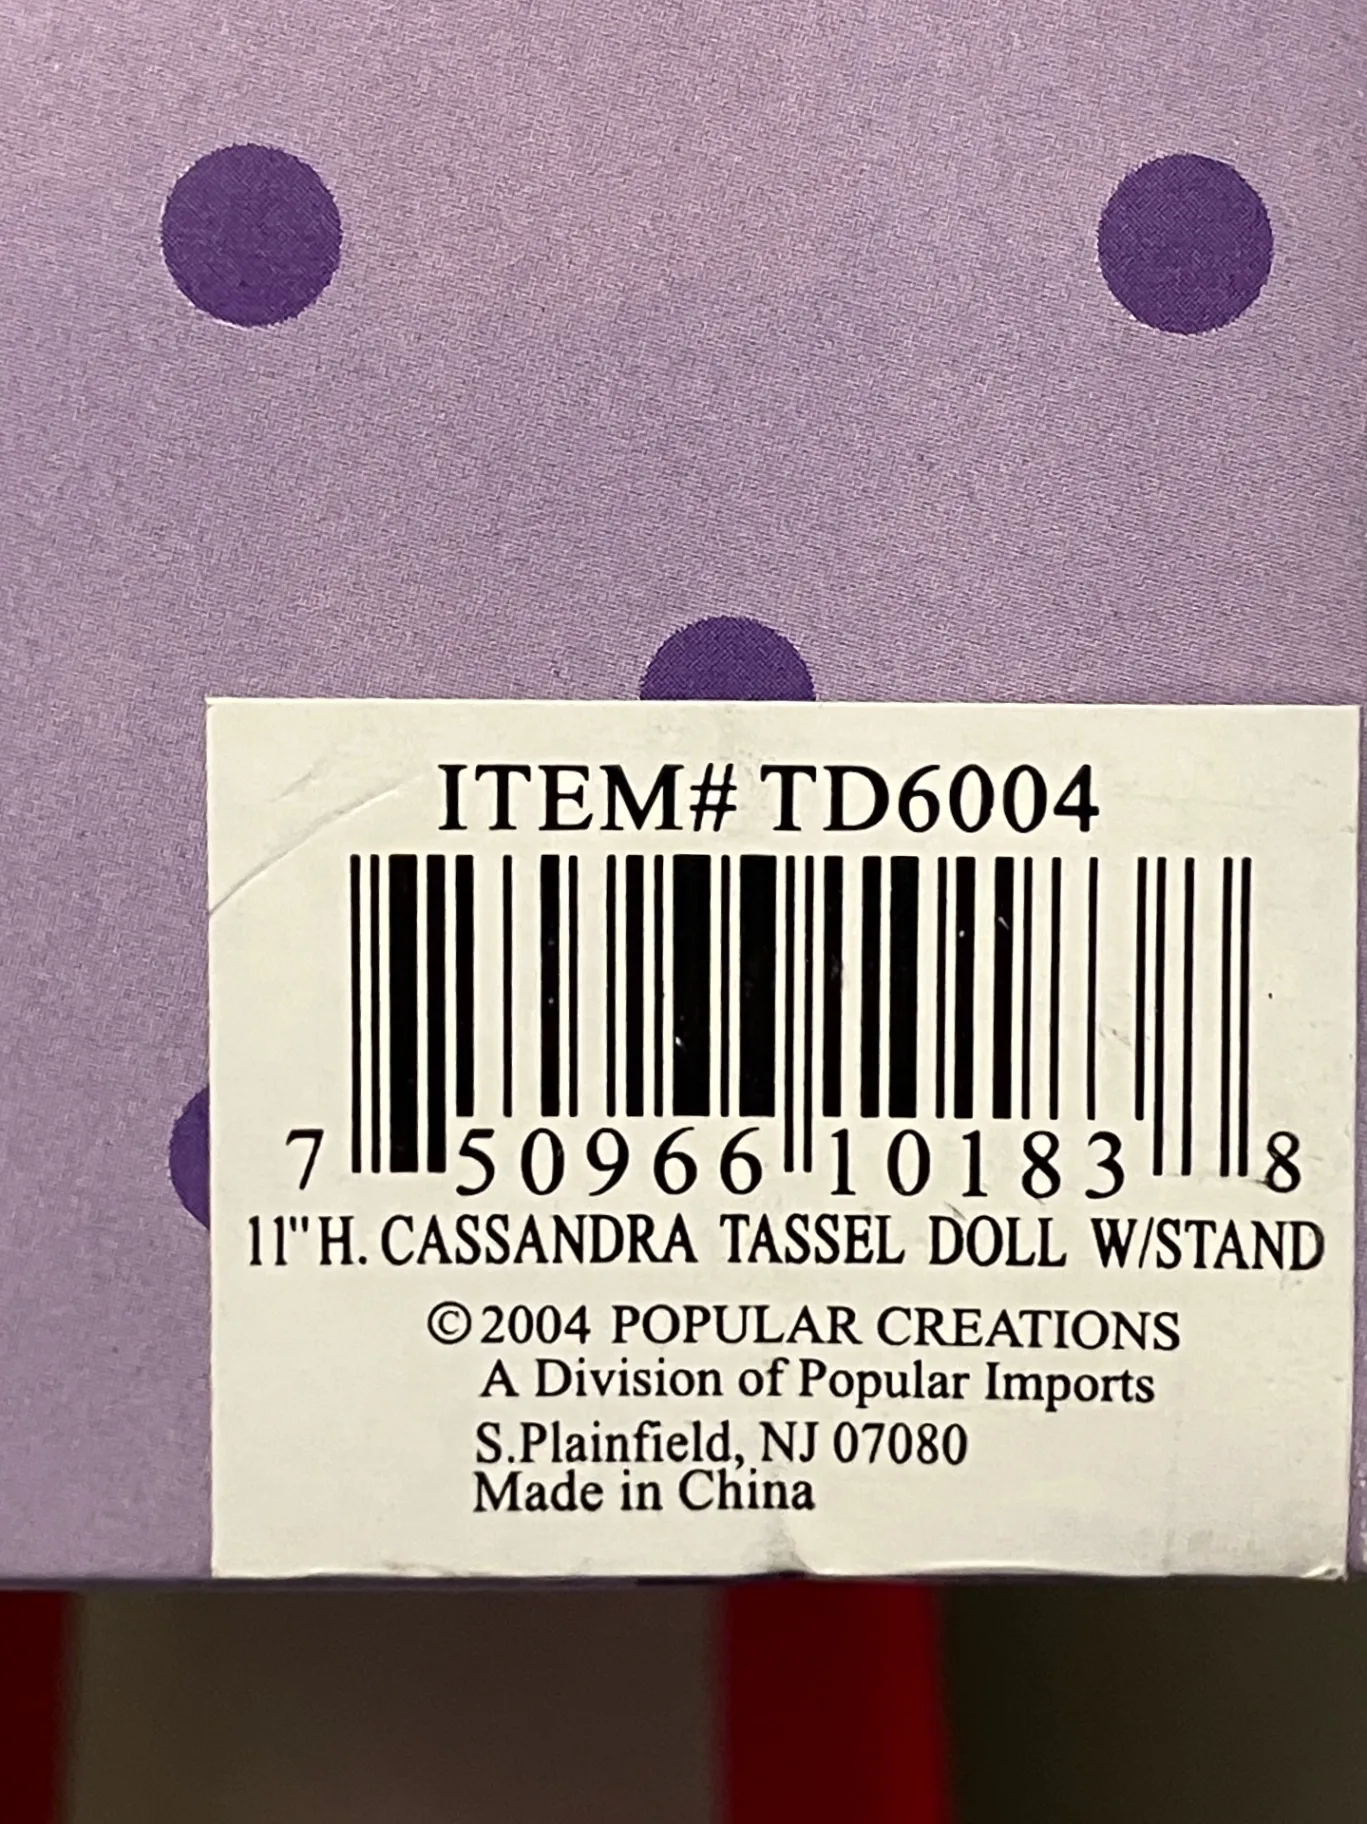 ITEM# TD6004
7 50966 10183 8
11"H. CASSANDRA TASSEL DOLL W/STAND
©2004 POPULAR CREATIONS
A Division of Popular Imports
S.Plainfield, NJ 07080
Made in China